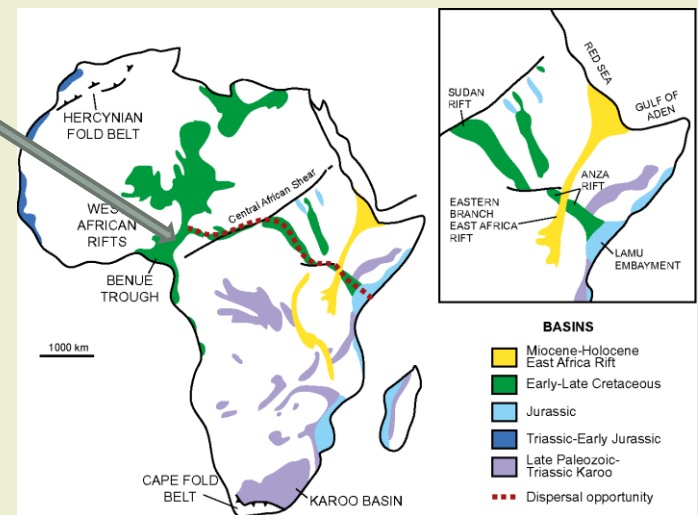 HERCYNIAN
FOLD BELT
WEST
AFRICAN
RIFTS
BENUE
TROUGH
Central African Shear
1000 km
CAPE FOLD
BELT
KAROO BASIN
RED SEA
GULF OF
ADEN
SUDAN
RIFT
ANZA
RIFT
EASTERN
BRANCH
EAST AFRICA
RIFT
LAMU
EMBAYMENT
BASINS
Miocene-Holocene
East Africa Rift
Early-Late Cretaceous
Jurassic
Triassic-Early Jurassic
Late Paleozoic-
Triassic Karoo
Dispersal opportunity